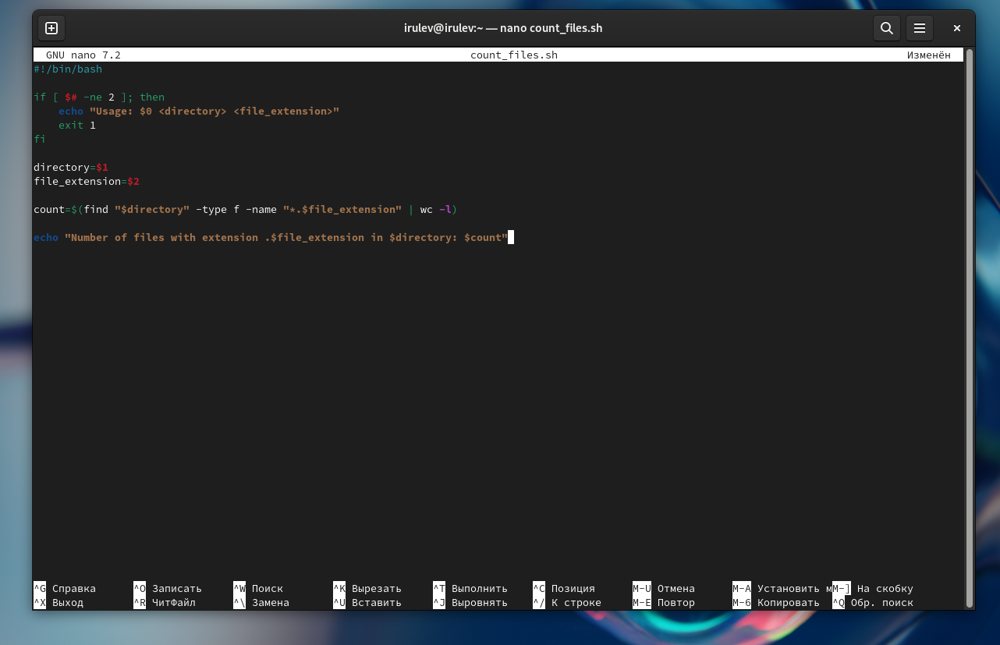 irulev@irulev:~ — nano count_files.sh
GNU nano 7.2 count_files.sh Изменён
#!/bin/bash
if [ $# -ne 2 ]; then
    echo "Usage: $0 <directory> <file_extension>"
    exit 1
fi
directory=$1
file_extension=$2
count=$(find "$directory" -type f -name "*.$file_extension" | wc -l)
echo "Number of files with extension .$file_extension in $directory: $count"
^G Справка ^O Записать ^W Поиск ^K Вырезать ^T Выполнить ^C Позиция M-U Отмена M-A Установить мM-] На скобку
^X Выход ^R ЧитФайл ^\ Замена ^U Вставить ^J Выровнять ^/ К строке M-E Повтор M-6 Копировать ^Q Обр. поиск